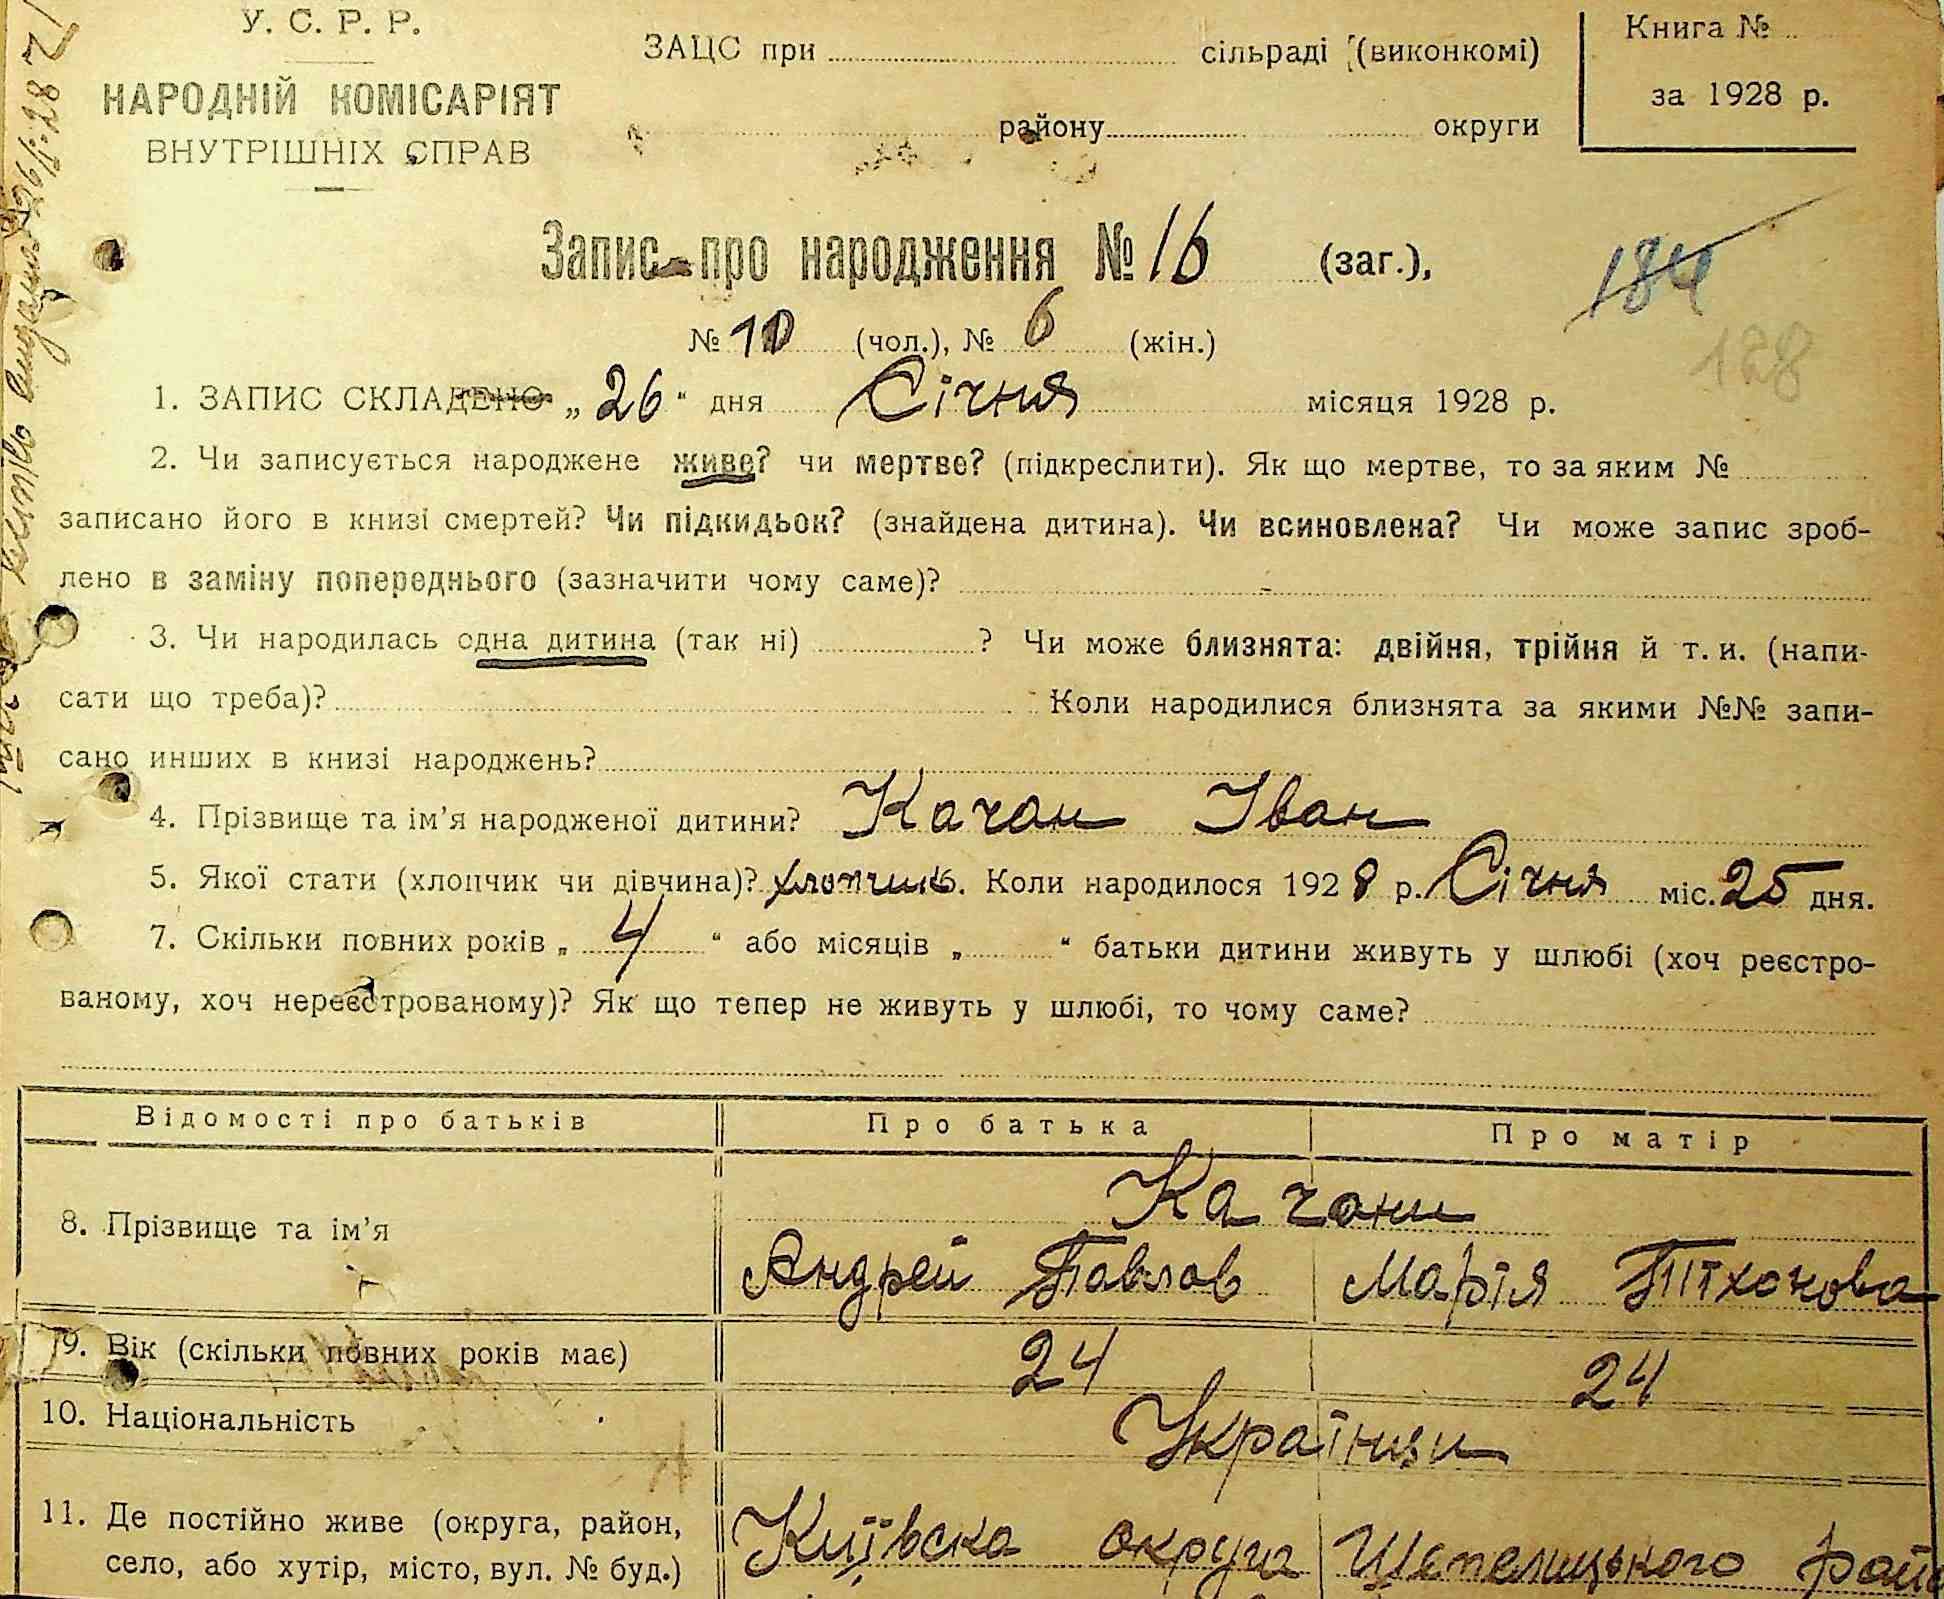 У. С. Р. Р.
НАРОДНІЙ КОМІСАРІЯТ
ВНУТРІШНІХ СПРАВ
ЗАЦС при сільраді (виконкомі)
району округи
Книга №
за 1928 р.
Запис про народження № 16 (заг.),
184
№ 10 (чол.), № 6 (жін.)
128
1. ЗАПИС СКЛАДЕНО „26“ дня Січня місяця 1928 р.
2. Чи записується народжене живе? чи мертве? (підкреслити). Як що мертве, то за яким №
записано його в книзі смертей? Чи підкидьок? (знайдена дитина). Чи всиновлена? Чи може запис зроб-
лено в заміну попереднього (зазначити чому саме)? -
3. Чи народилась одна дитина (так ні) ? Чи може близнята: двійня, трійня й т. и. (напи-
сати що треба)? Коли народилися близнята за якими №№ запи-
сано инших в книзі народжень?
4. Прізвище та ім’я народженої дитини? Качан Іван
5. Якої стати (хлопчик чи дівчина)? хлопчик. Коли народилося 1928 р. Січня міс. 25 дня.
7. Скільки повних років „4“ або місяців „ “ батьки дитини живуть у шлюбі (хоч реєстро-
ваному, хоч нереєстрованому)? Як що тепер не живуть у шлюбі, то чому саме?
Відомості про батьків Про батька Про матір
8. Прізвище та ім’я Качани
Андрей Павлов Марія Тіхонова
9. Вік (скільки повних років має) 24 24
10. Національність Українци
11. Де постійно живе (округа, район, Київска округа Шепелицького рай
село, або хутір, місто, вул. № буд.)